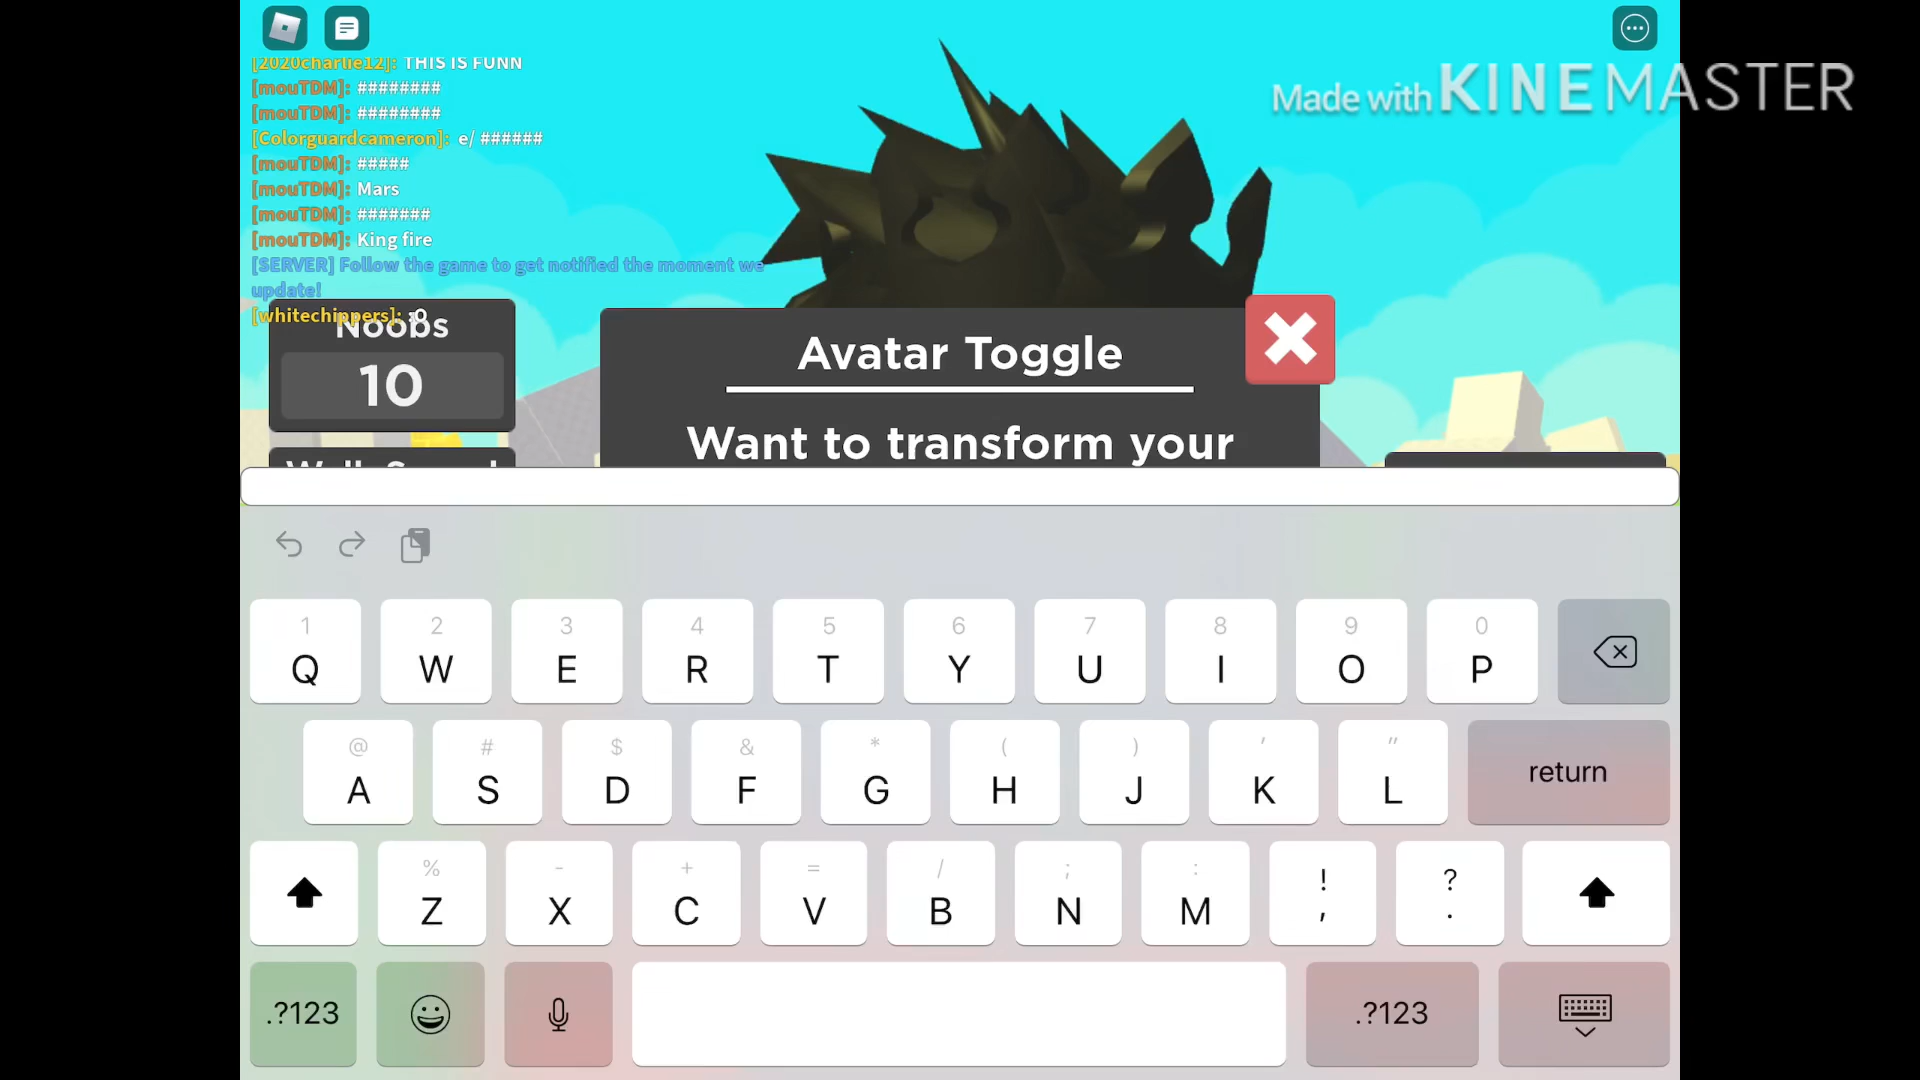 [2020charlie12]: THIS IS FUNN
[mouTDM]: ########
[mouTDM]: ########
[Colorguardcameron]: e/ ######
[mouTDM]: #####
[mouTDM]: Mars
[mouTDM]: #######
[mouTDM]: King fire
[SERVER] Follow the game to get notified the moment we
update!
[whitechippers]: :O
Made with KINEMASTER
Noobs
10
Avatar Toggle
Want to transform your
1 2 3 4 5 6 7 8 9 0
Q W E R T Y U I O P
@ # $ & * ( ) ' "
A S D F G H J K L return
% - + = / ; : ! ?
Z X C V B N M , .
.?123 .?123